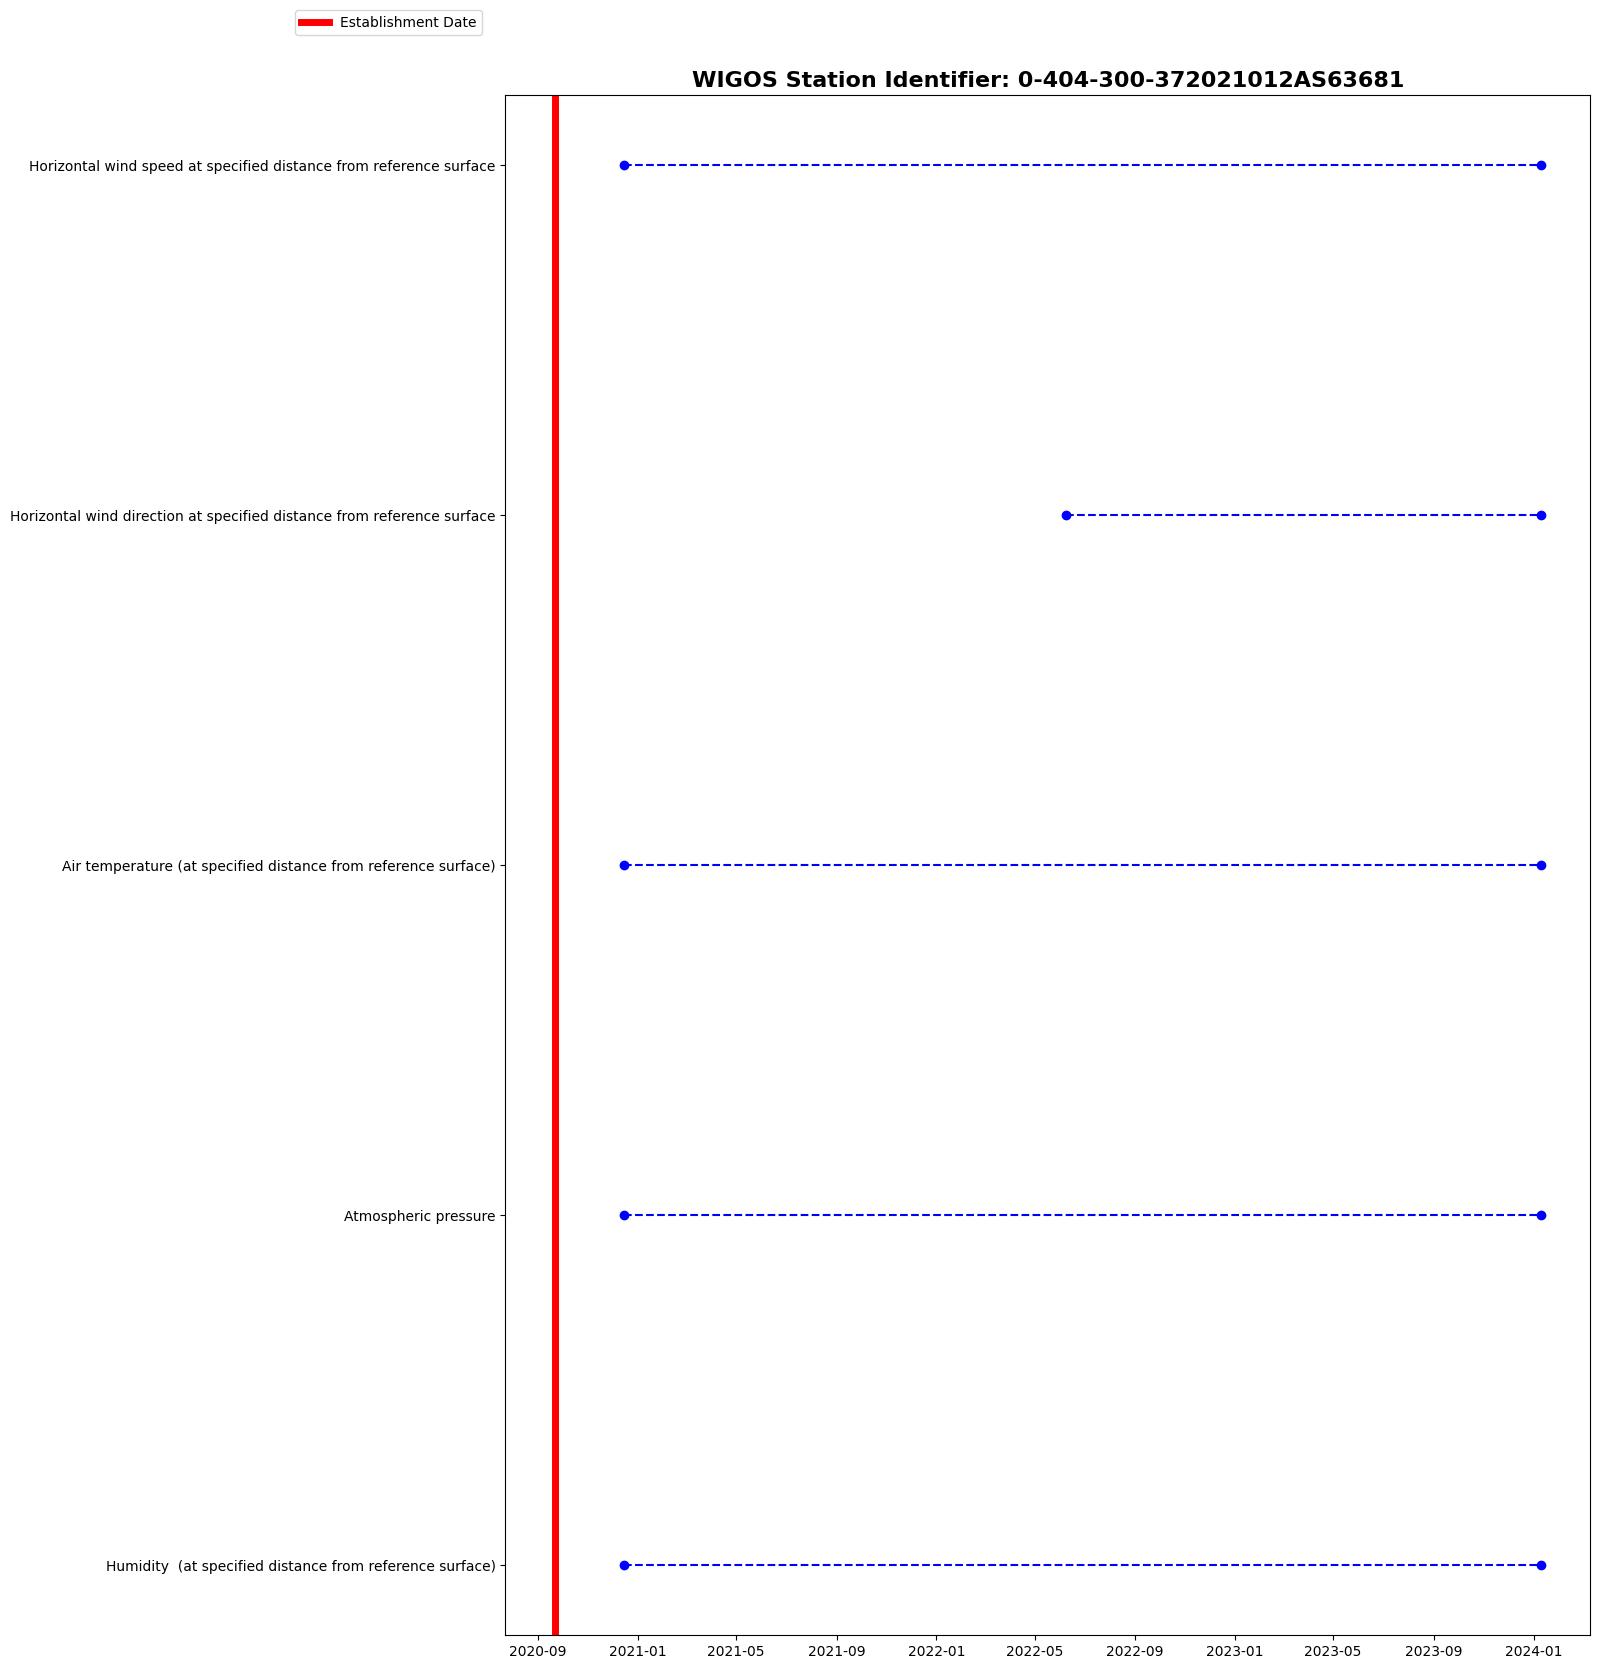 Establishment Date
WIGOS Station Identifier: 0-404-300-372021012AS63681
Horizontal wind speed at specified distance from reference surface
Horizontal wind direction at specified distance from reference surface
Air temperature (at specified distance from reference surface)
Atmospheric pressure
Humidity  (at specified distance from reference surface)
2020-09 2021-01 2021-05 2021-09 2022-01 2022-05 2022-09 2023-01 2023-05 2023-09 2024-01